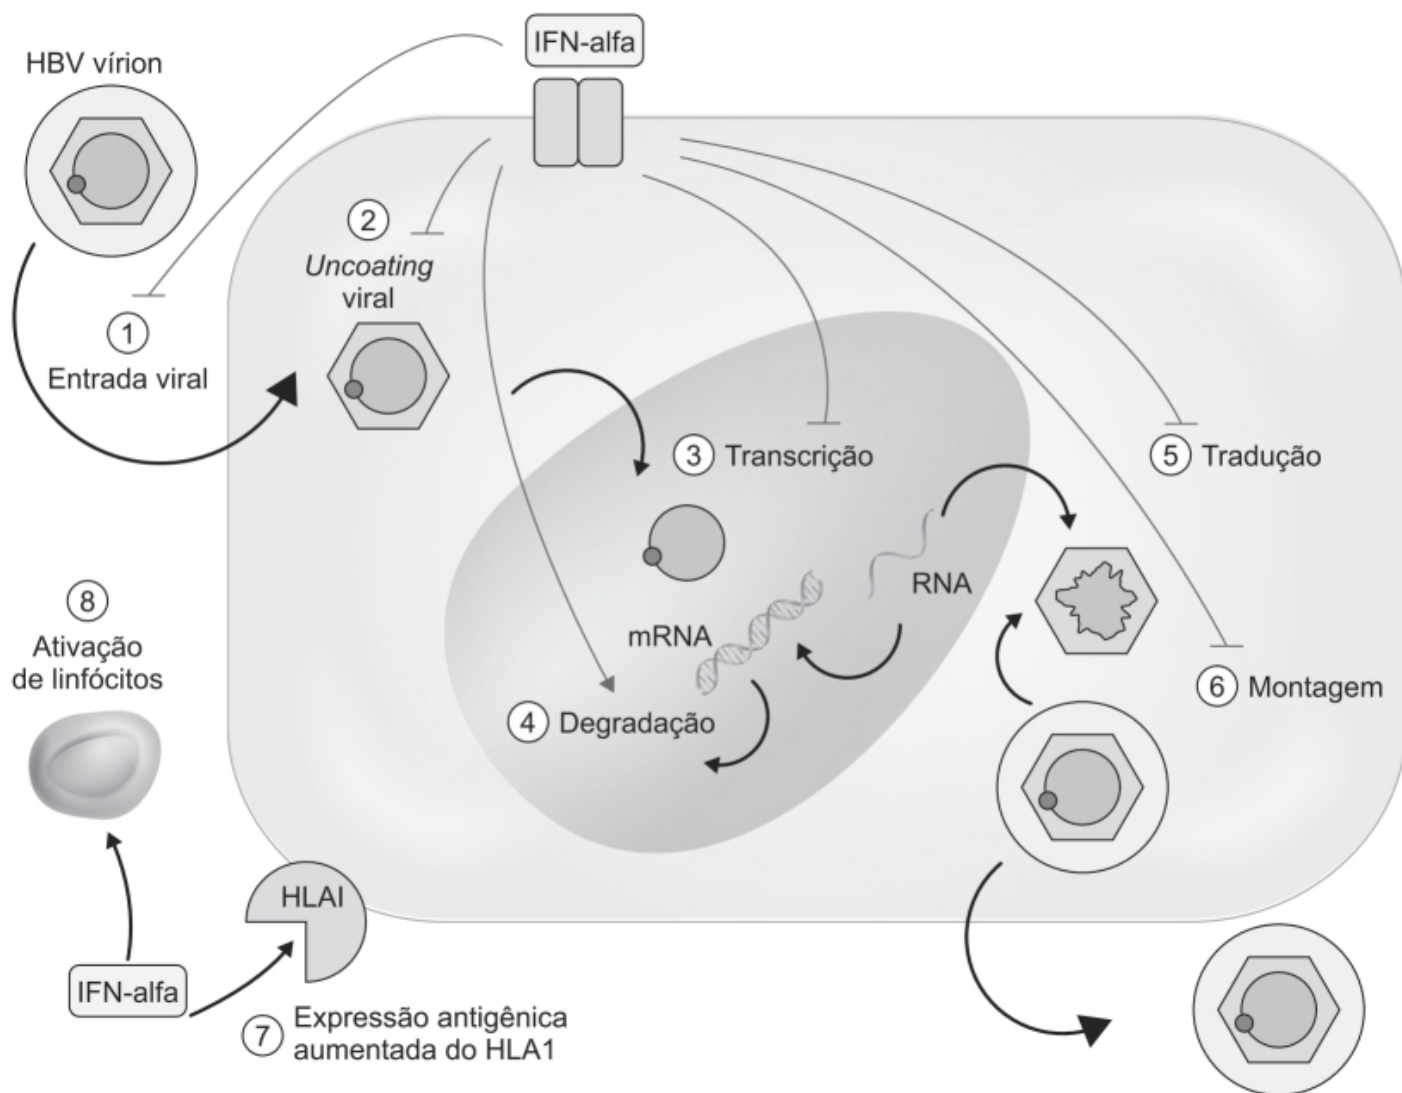 IFN-alfa
HBV vírion
2
Uncoating
viral
1
Entrada viral
3 Transcrição
5 Tradução
RNA
mRNA
8
Ativação
de linfócitos
6 Montagem
4 Degradação
HLAI
IFN-alfa
7 Expressão antigênica
aumentada do HLA1